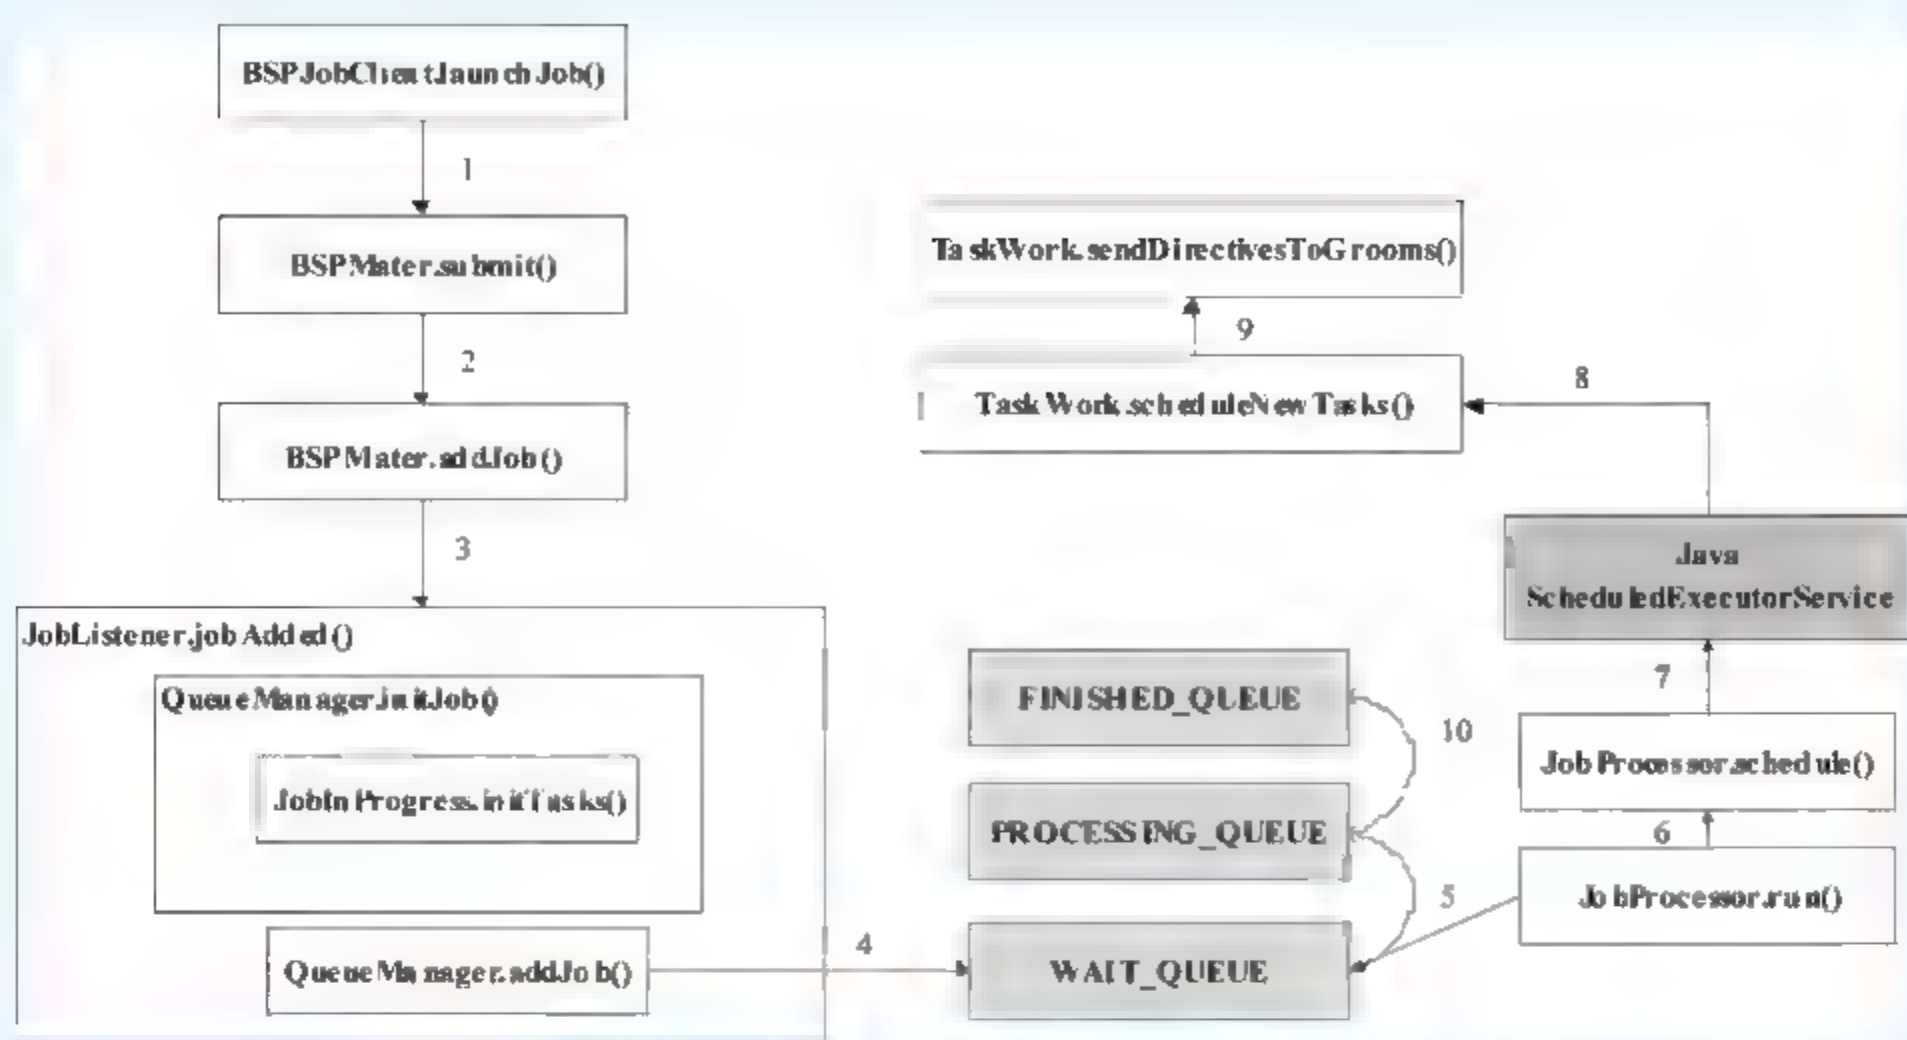 BSPJobClient.launchJob()
1
BSPMater.submit()
2
BSPMater.addJob()
3
JobListener.jobAdded()
QueueManager.initJob()
JobInProgress.initTasks()
QueueManager.addJob()
4
TaskWork.sendDirectivesToGrooms()
9
TaskWork.scheduleNewTasks()
8
Java
ScheduledExecutorService
7
JobProcessor.schedule()
6
JobProcessor.run()
5
FINISHED_QUEUE
10
PROCESSING_QUEUE
WAIT_QUEUE